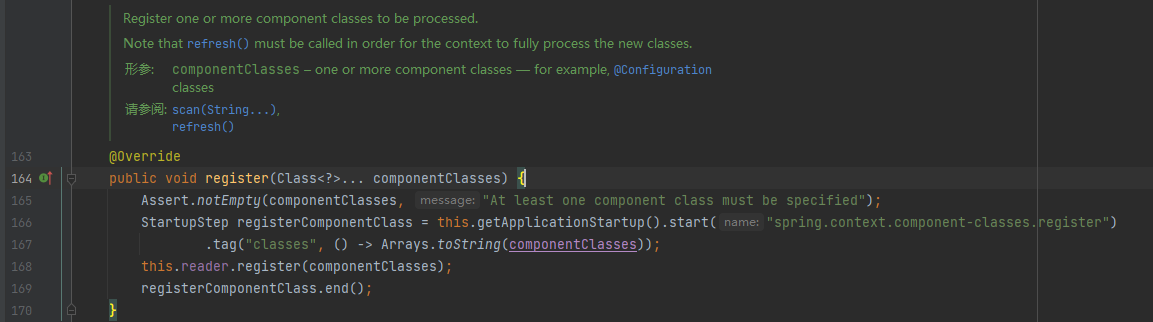 Register one or more component classes to be processed.
Note that refresh() must be called in order for the context to fully process the new classes.
形参: componentClasses – one or more component classes — for example, @Configuration
classes
请参阅: scan(String...),
refresh()
163 @Override
164 public void register(Class<?>... componentClasses) {
165 Assert.notEmpty(componentClasses, message: "At least one component class must be specified");
166 StartupStep registerComponentClass = this.getApplicationStartup().start( name: "spring.context.component-classes.register")
167 .tag("classes", () -> Arrays.toString(componentClasses));
168 this.reader.register(componentClasses);
169 registerComponentClass.end();
170 }